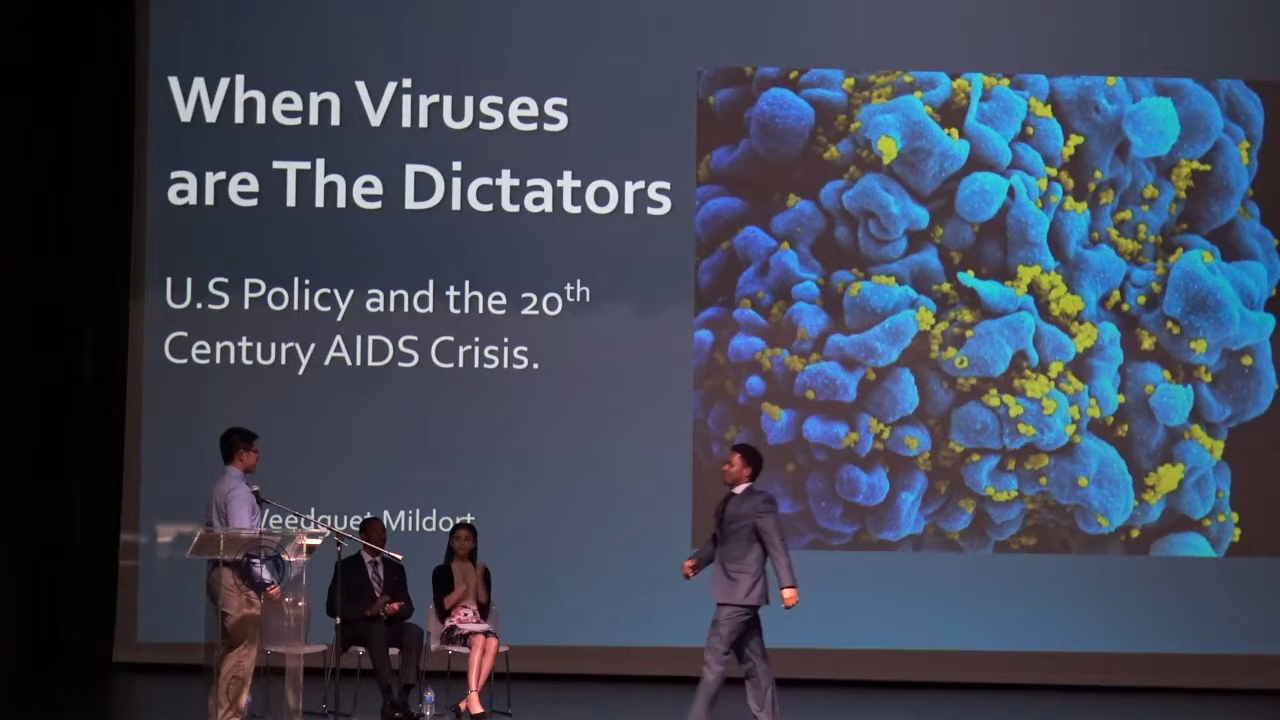 When Viruses
are The Dictators
U.S Policy and the 20th
Century AIDS Crisis.
Mildort